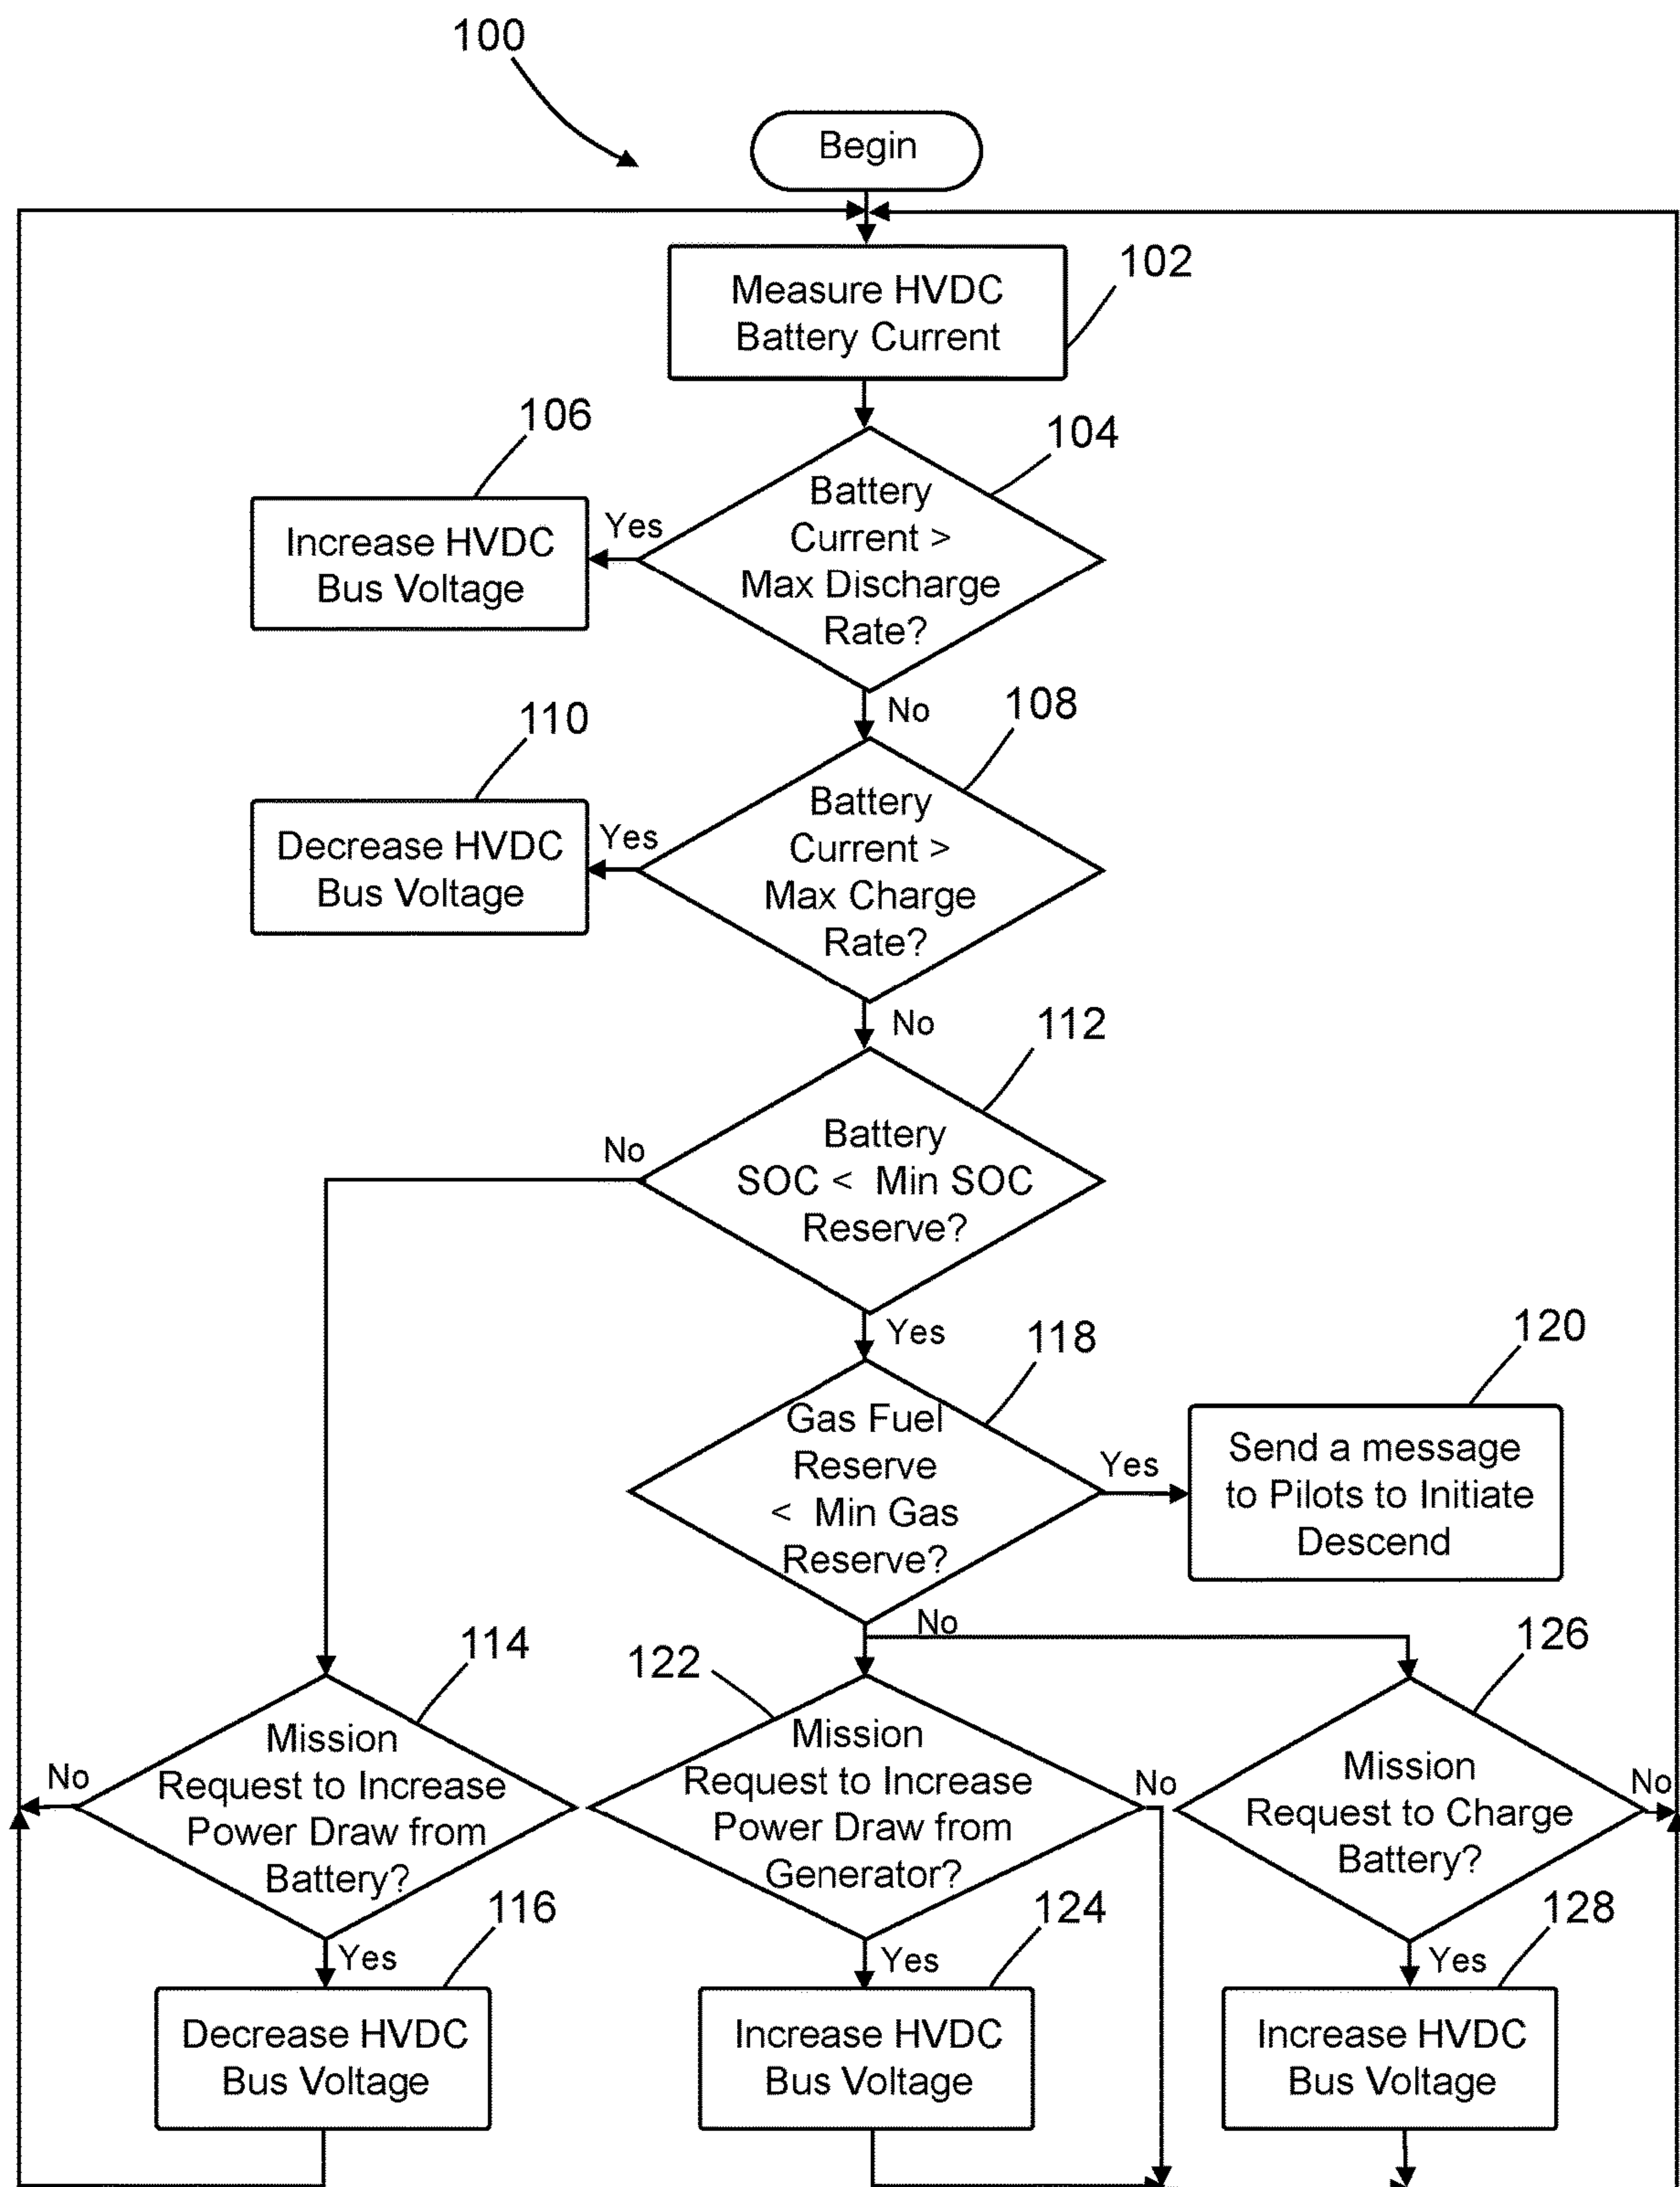 100
Begin
102
Measure HVDC
Battery Current
106
104
Increase HVDC
Bus Voltage
Yes
Battery
Current >
Max Discharge
Rate?
No
110
108
Decrease HVDC
Bus Voltage
Yes
Battery
Current >
Max Charge
Rate?
No
112
No
Battery
SOC < Min SOC
Reserve?
Yes
118
120
Gas Fuel
Reserve
< Min Gas
Reserve?
Yes
Send a message
to Pilots to Initiate
Descend
No
114
122
126
No
Mission
Request to Increase
Power Draw from
Battery?
Mission
Request to Increase
Power Draw from
Generator?
No
Mission
Request to Charge
Battery?
No
116
124
128
Yes
Yes
Yes
Decrease HVDC
Bus Voltage
Increase HVDC
Bus Voltage
Increase HVDC
Bus Voltage